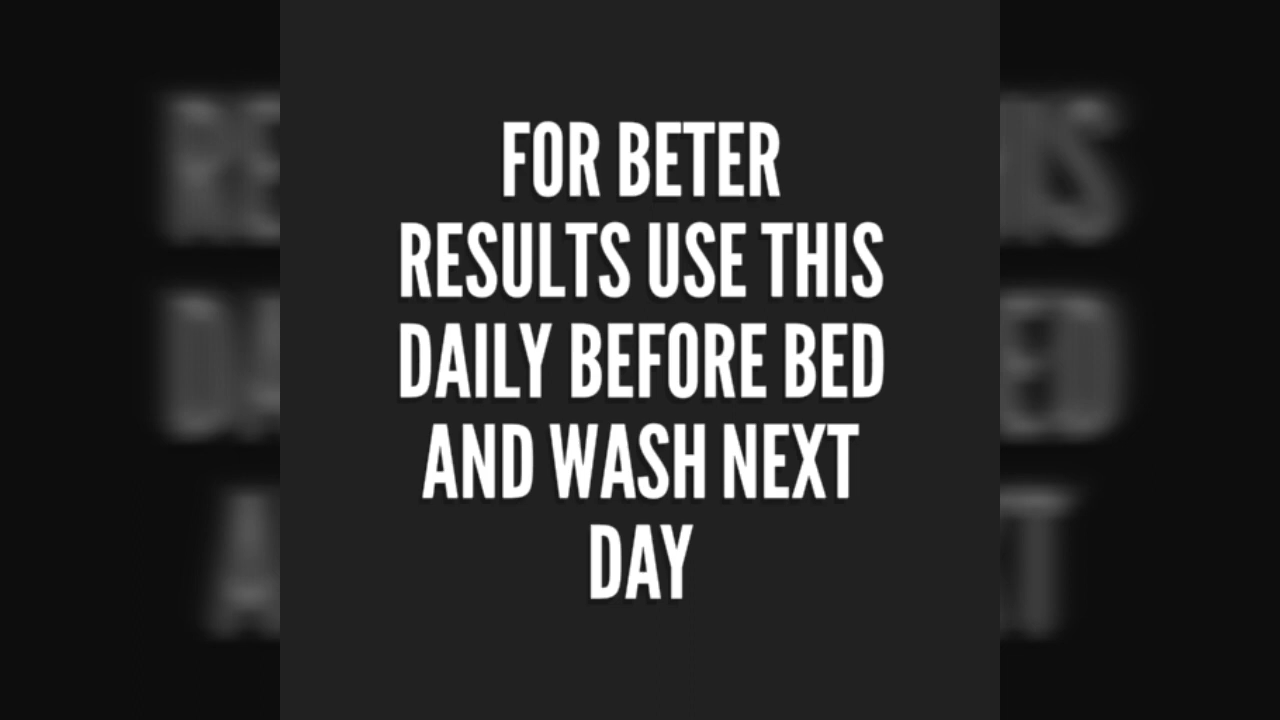 FOR BETER
RESULTS USE THIS
DAILY BEFORE BED
AND WASH NEXT
DAY